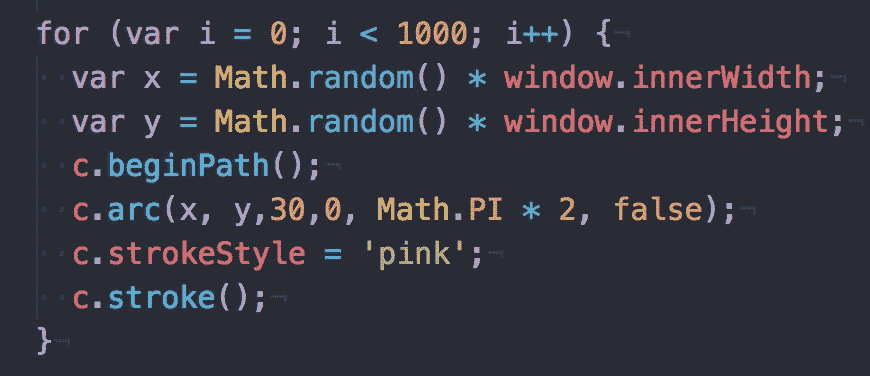 for (var i = 0; i < 1000; i++) {
  var x = Math.random() * window.innerWidth;
  var y = Math.random() * window.innerHeight;
  c.beginPath();
  c.arc(x, y,30,0, Math.PI * 2, false);
  c.strokeStyle = 'pink';
  c.stroke();
}